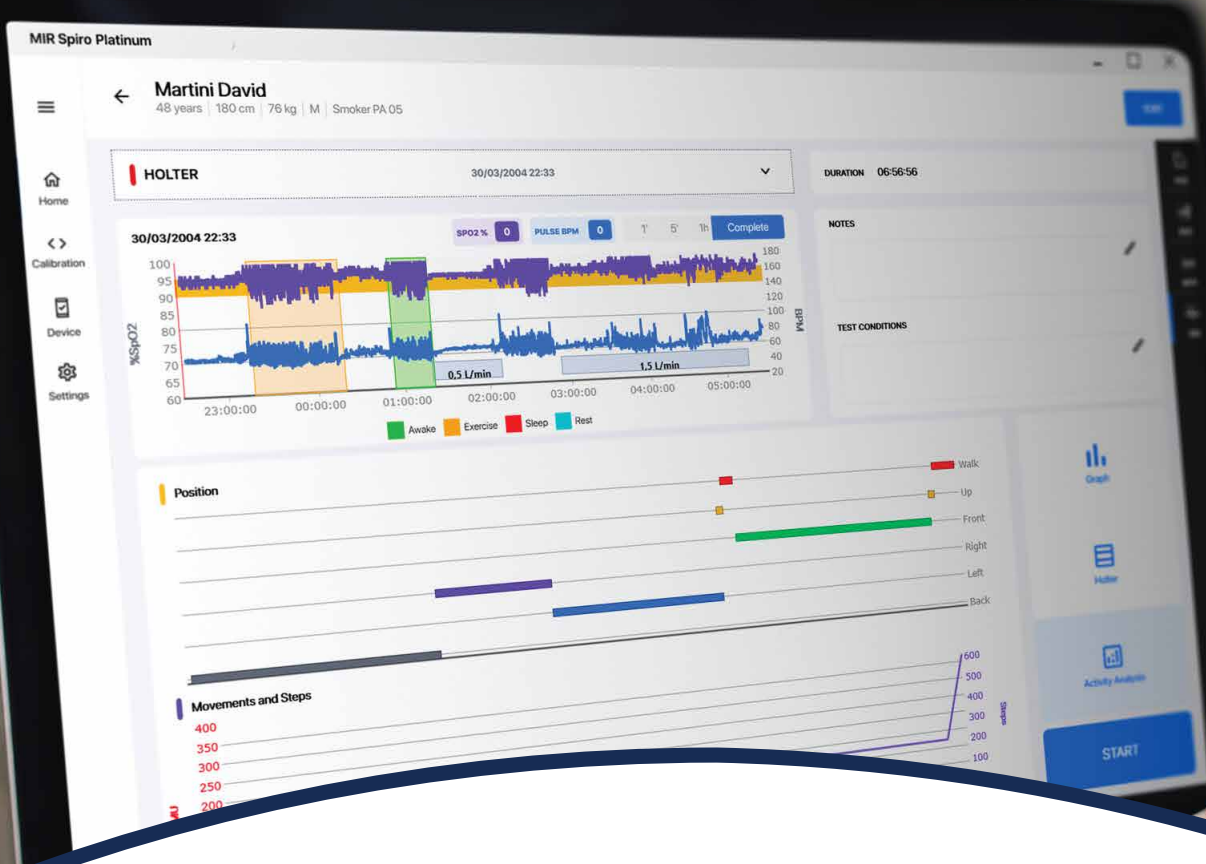 MIR Spiro Platinum
Martini David
48 years | 180 cm | 76 kg | M | Smoker PA 05
Home
Calibration
Device
Settings
HOLTER 30/03/2004 22:33
DURATION 06:56:56
30/03/2004 22:33 SPO2 % 0 PULSE BPM 0 1' 5' 1h Complete
NOTES
TEST CONDITIONS
%SpO2
100
95
90
85
80
75
70
65
60
180
160
140
120
100
80
60
40
20
BPM
0,5 L/min 1,5 L/min
23:00:00 00:00:00 01:00:00 02:00:00 03:00:00 04:00:00 05:00:00
Awake Exercise Sleep Rest
Position
Walk
Up
Front
Right
Left
Back
Graph
Holter
Activity Analysis
START
Movements and Steps
400
350
300
250
200
MU
600
500
400
300
200
100
Steps